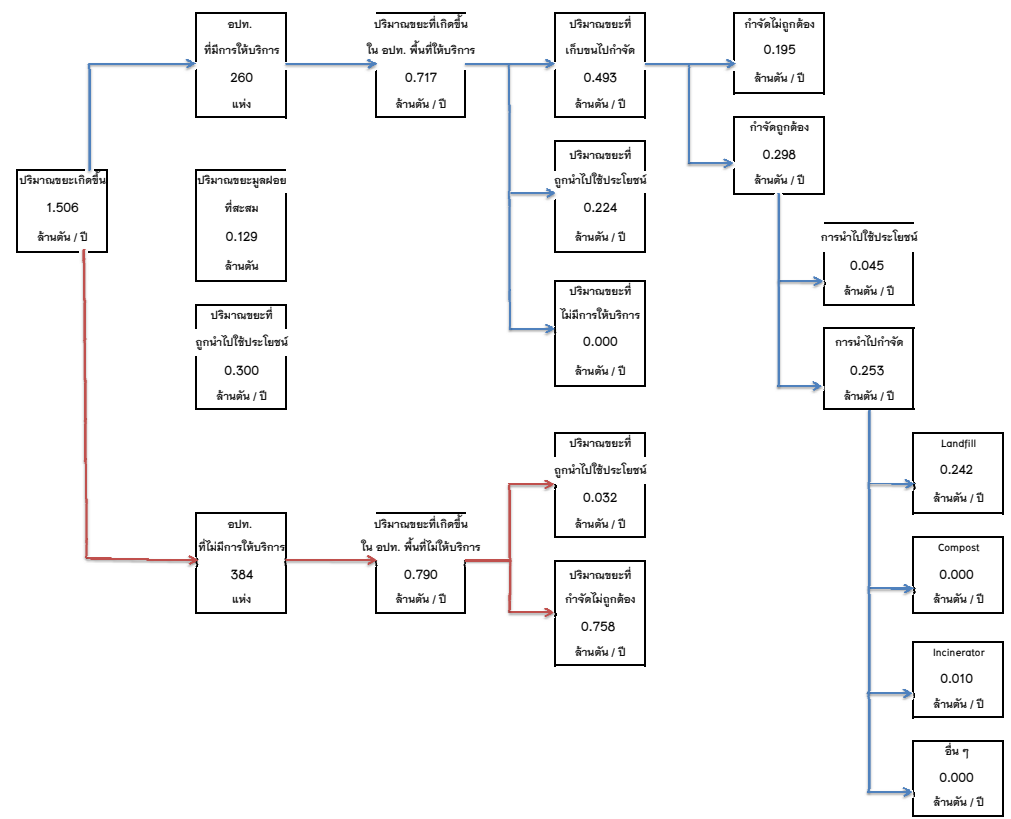 ปริมาณขยะเกิดขึ้น
1.506
ล้านตัน / ปี
อปท.
ที่มีการให้บริการ
260
แห่ง
ปริมาณขยะที่เกิดขึ้น
ใน อปท. พื้นที่ให้บริการ
0.717
ล้านตัน / ปี
ปริมาณขยะที่
เก็บขนไปกำจัด
0.493
ล้านตัน / ปี
กำจัดไม่ถูกต้อง
0.195
ล้านตัน / ปี
กำจัดถูกต้อง
0.298
ล้านตัน / ปี
ปริมาณขยะที่
ถูกนำไปใช้ประโยชน์
0.224
ล้านตัน / ปี
ปริมาณขยะที่
ไม่มีการให้บริการ
0.000
ล้านตัน / ปี
ปริมาณขยะมูลฝอย
ที่สะสม
0.129
ล้านตัน
ปริมาณขยะที่
ถูกนำไปใช้ประโยชน์
0.300
ล้านตัน / ปี
การนำไปใช้ประโยชน์
0.045
ล้านตัน / ปี
การนำไปกำจัด
0.253
ล้านตัน / ปี
Landfill
0.242
ล้านตัน / ปี
Compost
0.000
ล้านตัน / ปี
Incinerator
0.010
ล้านตัน / ปี
อื่น ๆ
0.000
ล้านตัน / ปี
อปท.
ที่ไม่มีการให้บริการ
384
แห่ง
ปริมาณขยะที่เกิดขึ้น
ใน อปท. พื้นที่ไม่ให้บริการ
0.790
ล้านตัน / ปี
ปริมาณขยะที่
ถูกนำไปใช้ประโยชน์
0.032
ล้านตัน / ปี
ปริมาณขยะที่
กำจัดไม่ถูกต้อง
0.758
ล้านตัน / ปี